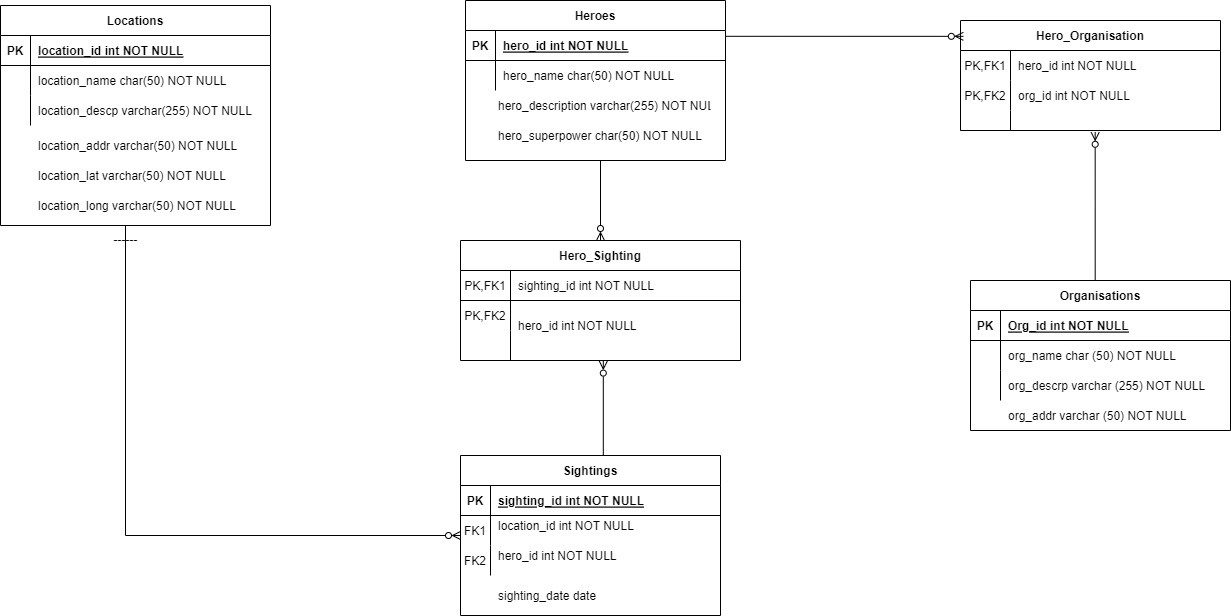 Locations
PK location_id int NOT NULL
location_name char(50) NOT NULL
location_descp varchar(255) NOT NULL
location_addr varchar(50) NOT NULL
location_lat varchar(50) NOT NULL
location_long varchar(50) NOT NULL
Heroes
PK hero_id int NOT NULL
hero_name char(50) NOT NULL
hero_description varchar(255) NOT NUL
hero_superpower char(50) NOT NULL
Hero_Organisation
PK,FK1 hero_id int NOT NULL
PK,FK2 org_id int NOT NULL
Hero_Sighting
PK,FK1 sighting_id int NOT NULL
PK,FK2 hero_id int NOT NULL
Organisations
PK Org_id int NOT NULL
org_name char (50) NOT NULL
org_descrp varchar (255) NOT NULL
org_addr varchar (50) NOT NULL
Sightings
PK sighting_id int NOT NULL
FK1 location_id int NOT NULL
FK2 hero_id int NOT NULL
sighting_date date